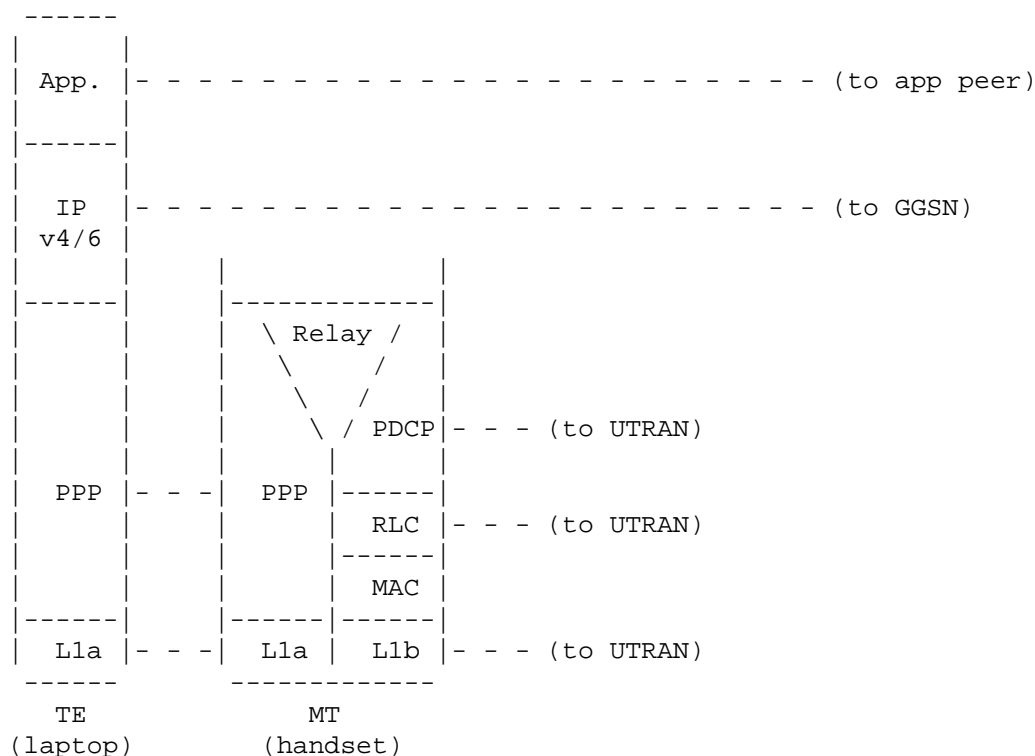 App. (to app peer)
IP (to GGSN)
v4/6
Relay
PDCP (to UTRAN)
PPP PPP
RLC (to UTRAN)
MAC
L1a L1a L1b (to UTRAN)
TE MT
(laptop) (handset)